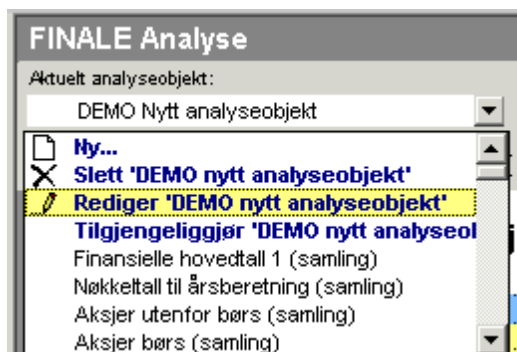 FINALE Analyse
Aktuelt analyseobjekt:
DEMO Nytt analyseobjekt
Ny...
Slett 'DEMO nytt analyseobjekt'
Rediger 'DEMO nytt analyseobjekt'
Tilgjengeliggjør 'DEMO nytt analyseol
Finansielle hovedtall 1 (samling)
Nøkkeltall til årsberetning (samling)
Aksjer utenfor børs (samling)
Aksjer børs (samling)